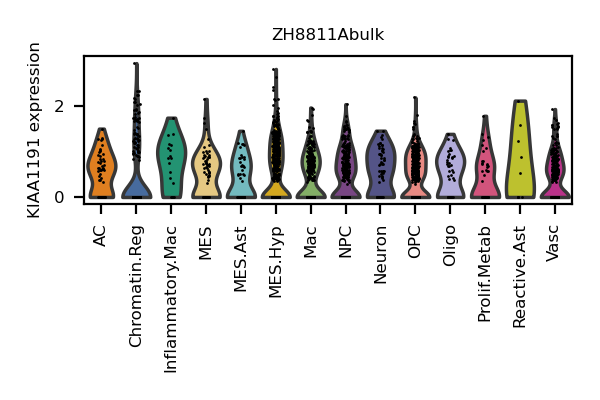 ZH8811Abulk
KIAA1191 expression
2
0
AC
Chromatin.Reg
Inflammatory.Mac
MES
MES.Ast
MES.Hyp
Mac
NPC
Neuron
OPC
Oligo
Prolif.Metab
Reactive.Ast
Vasc